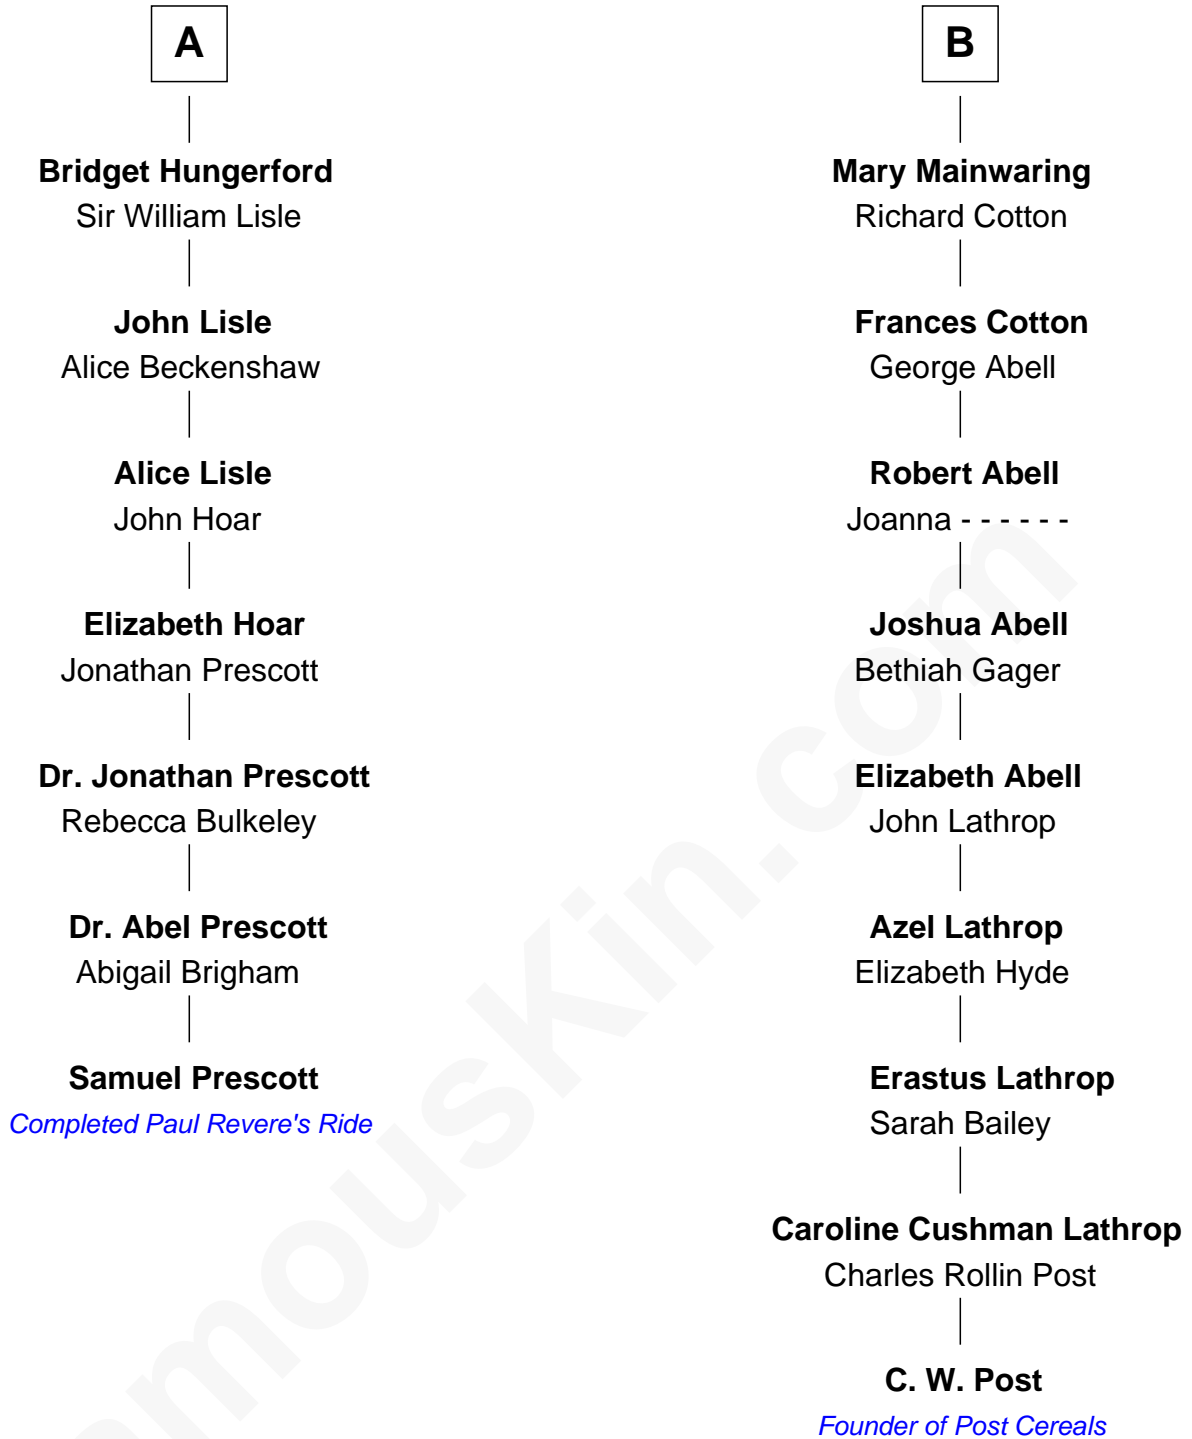 A
Bridget Hungerford
Sir William Lisle
John Lisle
Alice Beckenshaw
Alice Lisle
John Hoar
Elizabeth Hoar
Jonathan Prescott
Dr. Jonathan Prescott
Rebecca Bulkeley
Dr. Abel Prescott
Abigail Brigham
Samuel Prescott
Completed Paul Revere's Ride
B
Mary Mainwaring
Richard Cotton
Frances Cotton
George Abell
Robert Abell
Joanna - - - - - -
Joshua Abell
Bethiah Gager
Elizabeth Abell
John Lathrop
Azel Lathrop
Elizabeth Hyde
Erastus Lathrop
Sarah Bailey
Caroline Cushman Lathrop
Charles Rollin Post
C. W. Post
Founder of Post Cereals
amousKin.com